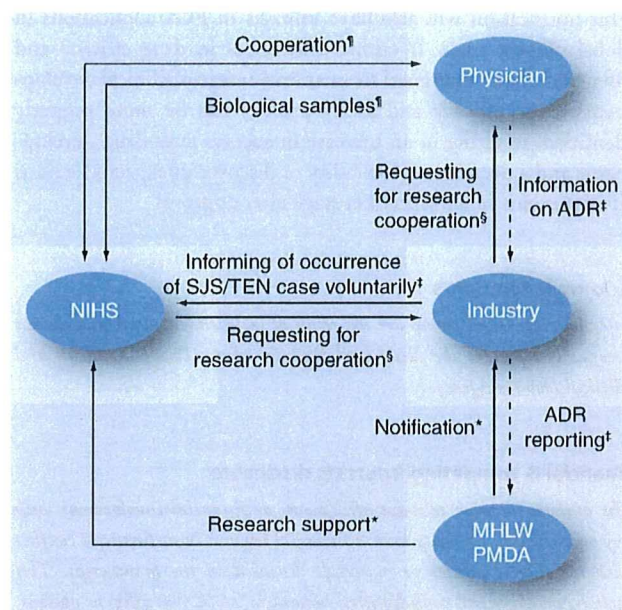 Cooperation¶
Physician
Biological samples¶
Requesting
for research
cooperation§
Information
on ADR‡
Informing of occurrence
of SJS/TEN case voluntarily‡
NIHS
Industry
Requesting for
research cooperation§
Notification*
ADR
reporting‡
Research support*
MHLW
PMDA